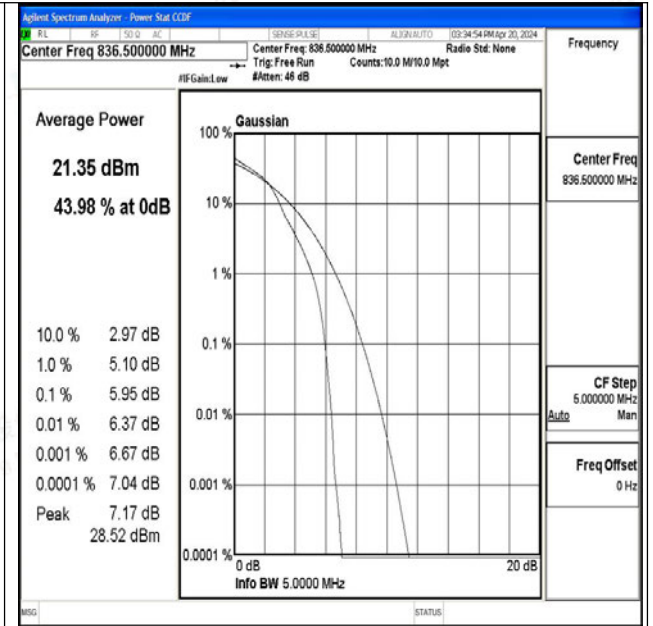 Agilent Spectrum Analyzer - Power Stat CCDF
RL RF 50 Ω AC SENSE:PULSE ALIGN AUTO 03:34:54 PM Apr 20, 2024
Center Freq 836.500000 MHz
Center Freq: 836.500000 MHz Radio Std: None
Trig: Free Run Counts:10.0 M/10.0 Mpt
#IFGain:Low #Atten: 46 dB
Frequency
Average Power
21.35 dBm
43.98 % at 0dB
10.0 % 2.97 dB
1.0 % 5.10 dB
0.1 % 5.95 dB
0.01 % 6.37 dB
0.001 % 6.67 dB
0.0001 % 7.04 dB
Peak 7.17 dB
28.52 dBm
Gaussian
100 %
10 %
1 %
0.1 %
0.01 %
0.001 %
0.0001 %
0 dB 20 dB
Info BW 5.0000 MHz
Center Freq
836.500000 MHz
CF Step
5.000000 MHz
Auto Man
Freq Offset
0 Hz
MSG STATUS